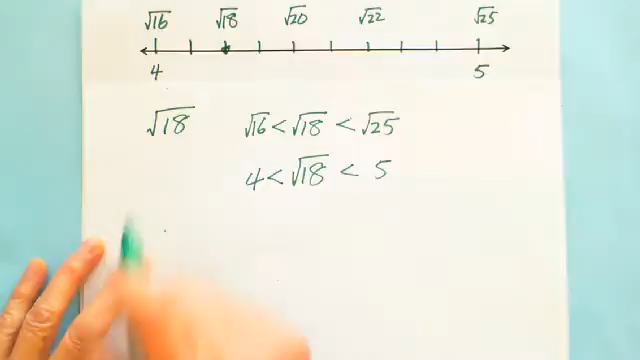 √16 √18 √20 √22 √25
4 5
√18 √16 < √18 < √25
4 < √18 < 5